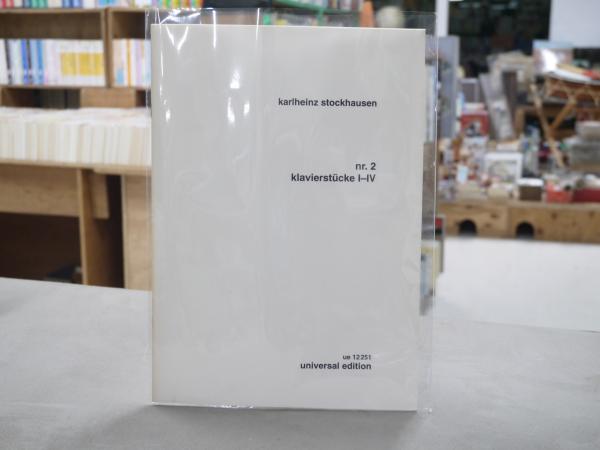 karlheinz stockhausen
nr. 2
klavierstücke I–IV
ue 12251
universal edition